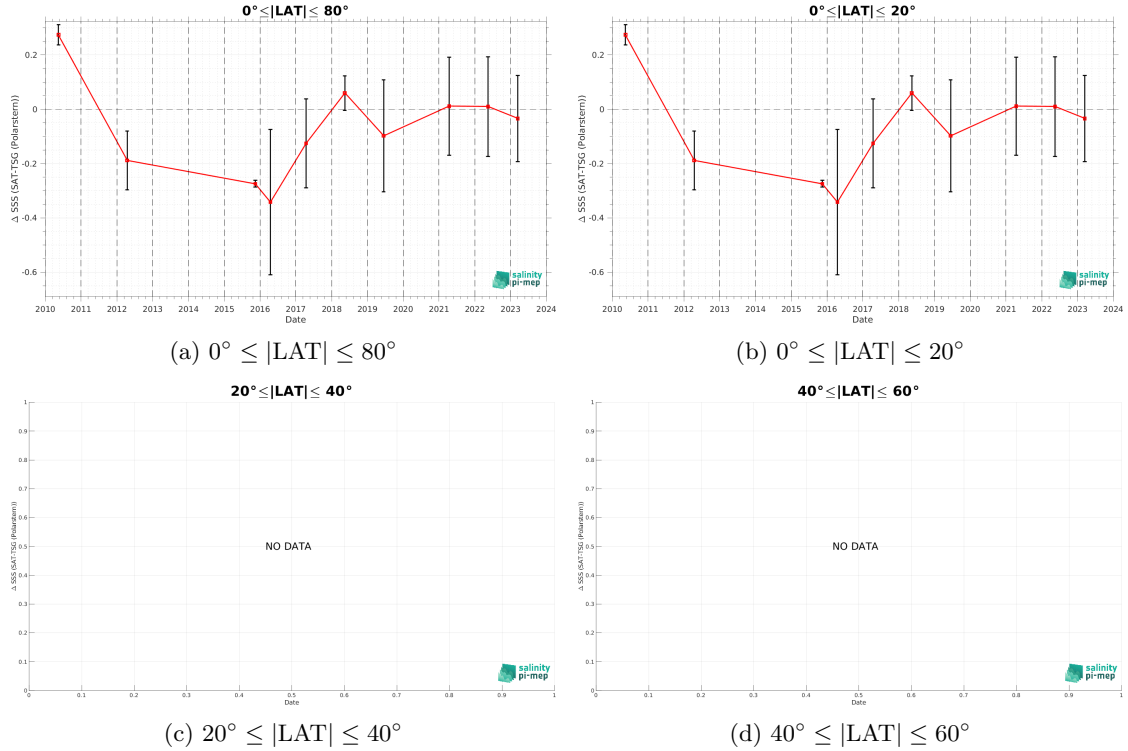 0°≤|LAT|≤ 80°
Δ SSS (SAT-TSG (Polarstern))
0.2
0
-0.2
-0.4
-0.6
2010 2011 2012 2013 2014 2015 2016 2017 2018 2019 2020 2021 2022 2023 2024
Date
salinity
pi-mep
(a) 0° ≤ |LAT| ≤ 80°
0°≤|LAT|≤ 20°
Δ SSS (SAT-TSG (Polarstern))
0.2
0
-0.2
-0.4
-0.6
2010 2011 2012 2013 2014 2015 2016 2017 2018 2019 2020 2021 2022 2023 2024
Date
salinity
pi-mep
(b) 0° ≤ |LAT| ≤ 20°
20°≤|LAT|≤ 40°
Δ SSS (SAT-TSG (Polarstern))
1
0.9
0.8
0.7
0.6
0.5
0.4
0.3
0.2
0.1
0
NO DATA
0 0.1 0.2 0.3 0.4 0.5 0.6 0.7 0.8 0.9 1
Date
salinity
pi-mep
(c) 20° ≤ |LAT| ≤ 40°
40°≤|LAT|≤ 60°
Δ SSS (SAT-TSG (Polarstern))
1
0.9
0.8
0.7
0.6
0.5
0.4
0.3
0.2
0.1
0
NO DATA
0 0.1 0.2 0.3 0.4 0.5 0.6 0.7 0.8 0.9 1
Date
salinity
pi-mep
(d) 40° ≤ |LAT| ≤ 60°